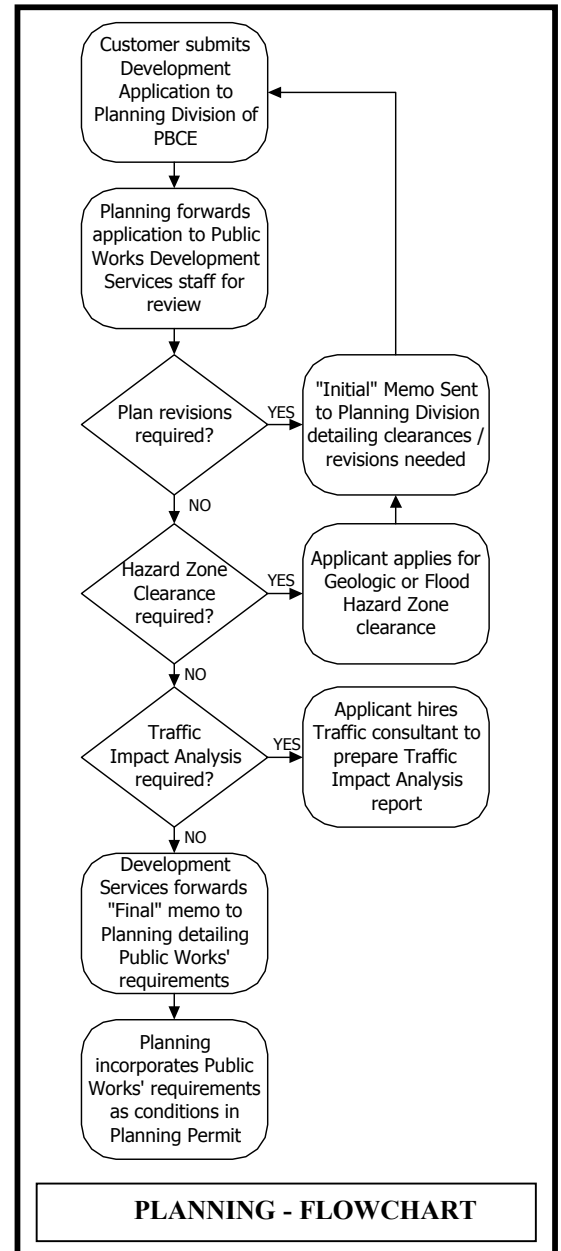 Customer submits
Development
Application to
Planning Division of
PBCE
Planning forwards
application to Public
Works Development
Services staff for
review
Plan revisions
required?
YES
"Initial" Memo Sent
to Planning Division
detailing clearances /
revisions needed
NO
Hazard Zone
Clearance
required?
YES
Applicant applies for
Geologic or Flood
Hazard Zone
clearance
NO
Traffic
Impact Analysis
required?
YES
Applicant hires
Traffic consultant to
prepare Traffic
Impact Analysis
report
NO
Development
Services forwards
"Final" memo to
Planning detailing
Public Works'
requirements
Planning
incorporates Public
Works' requirements
as conditions in
Planning Permit
PLANNING - FLOWCHART